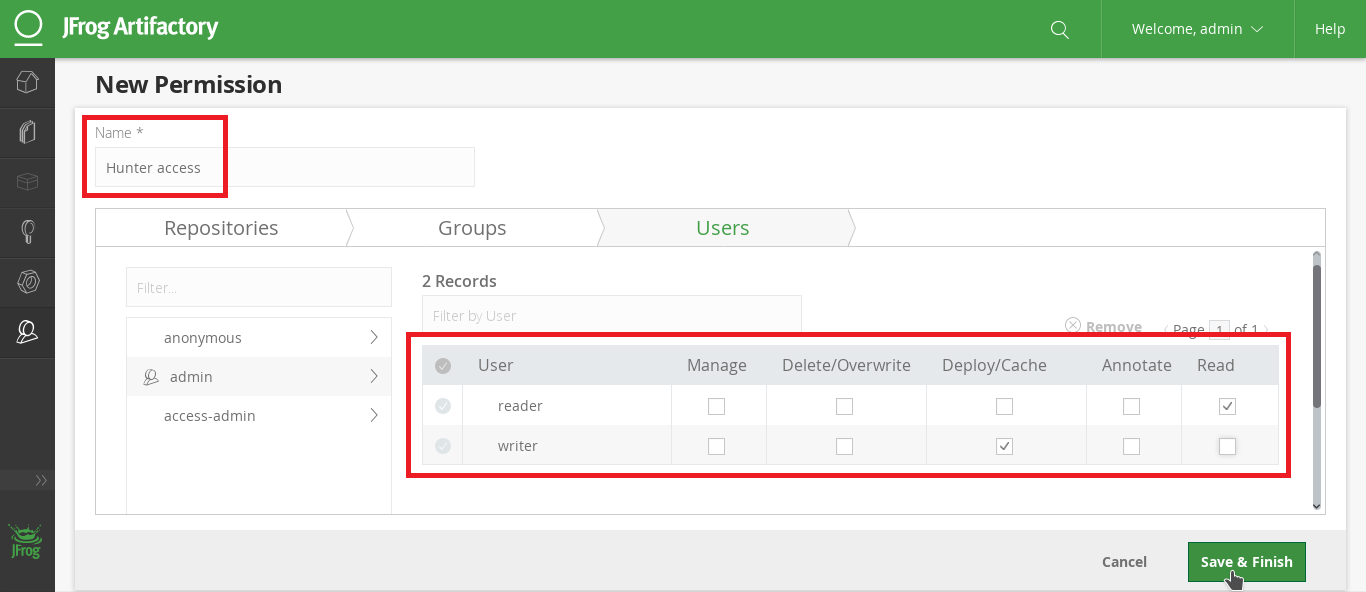 JFrog Artifactory
Welcome, admin
Help
New Permission
Name *
Hunter access
Repositories
Groups
Users
Filter...
anonymous
admin
access-admin
2 Records
Filter by User
Remove
Page 1 of 1
User Manage Delete/Overwrite Deploy/Cache Annotate Read
reader
writer
JFrog
Cancel
Save & Finish